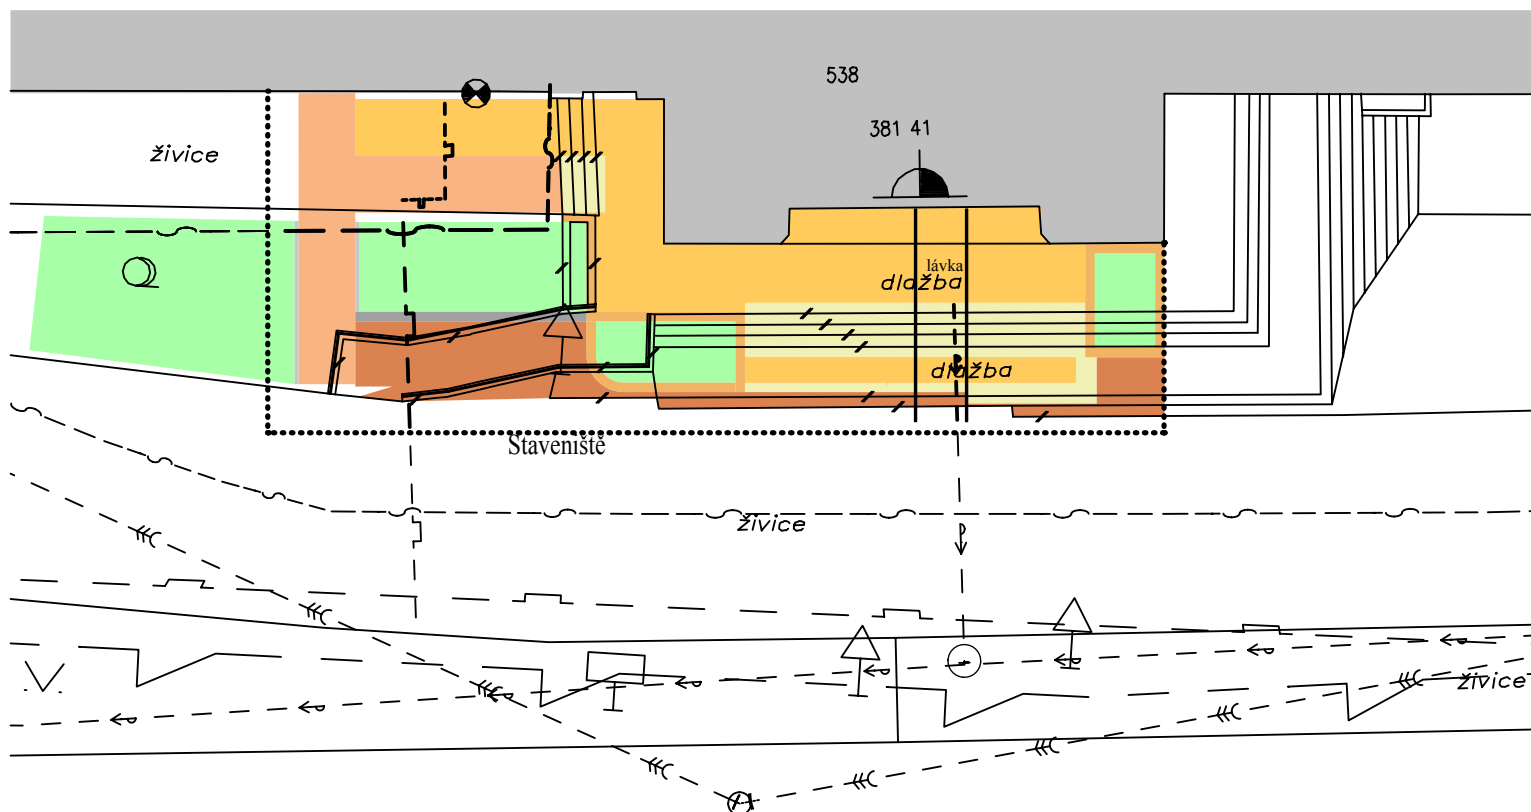 538
381 41
živice
lávka
dlažba
dlažba
Staveniště
živice
živice